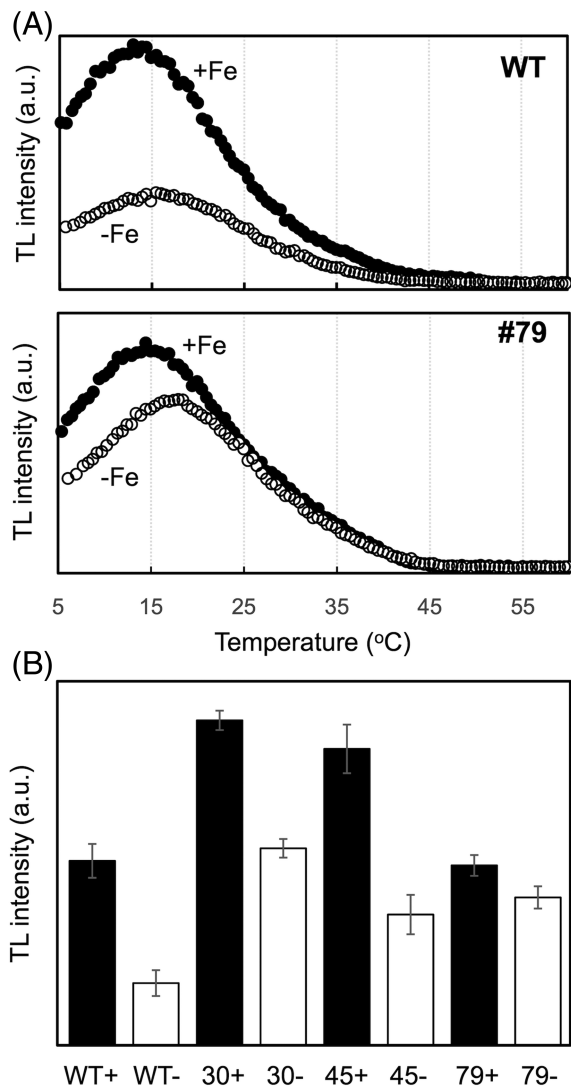 (A)
TL intensity (a.u.)
+Fe
WT
-Fe
TL intensity (a.u.)
+Fe
#79
-Fe
5 15 25 35 45 55
Temperature (°C)
(B)
TL intensity (a.u.)
WT+ WT- 30+ 30- 45+ 45- 79+ 79-